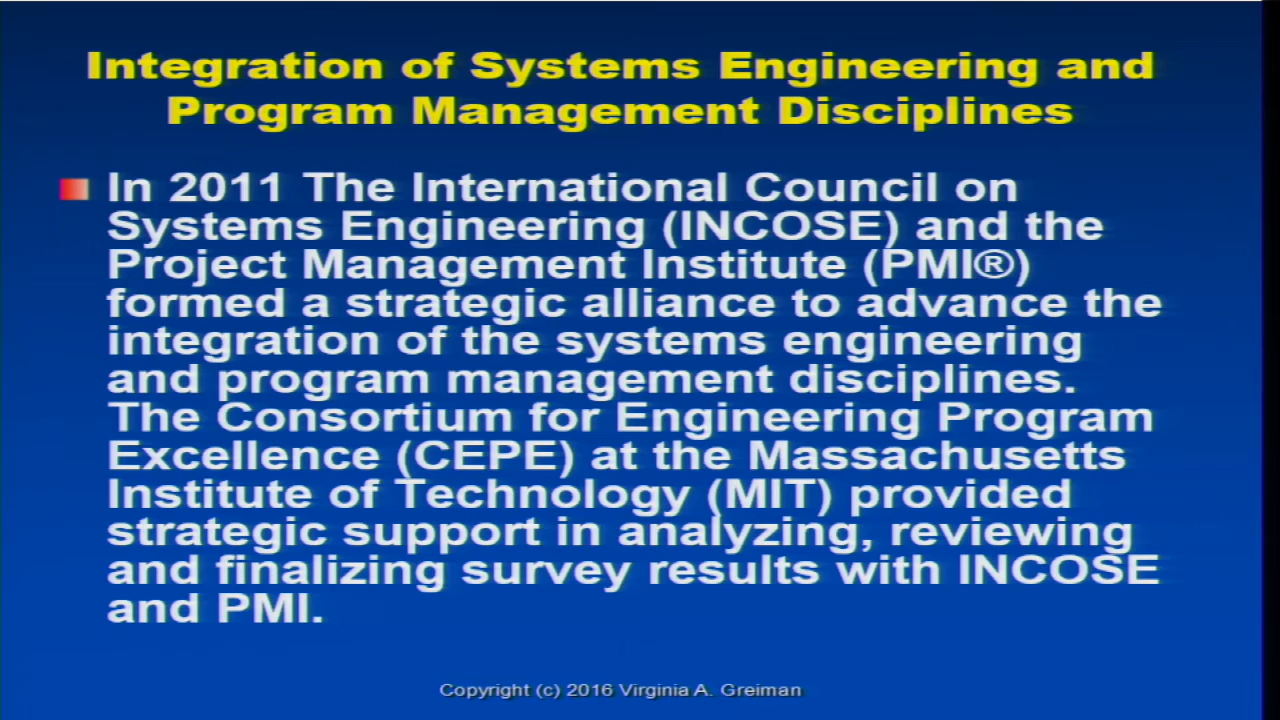 Integration of Systems Engineering and
Program Management Disciplines
In 2011 The International Council on
Systems Engineering (INCOSE) and the
Project Management Institute (PMI®)
formed a strategic alliance to advance the
integration of the systems engineering
and program management disciplines.
The Consortium for Engineering Program
Excellence (CEPE) at the Massachusetts
Institute of Technology (MIT) provided
strategic support in analyzing, reviewing
and finalizing survey results with INCOSE
and PMI.
Copyright (c) 2016 Virginia A. Greiman